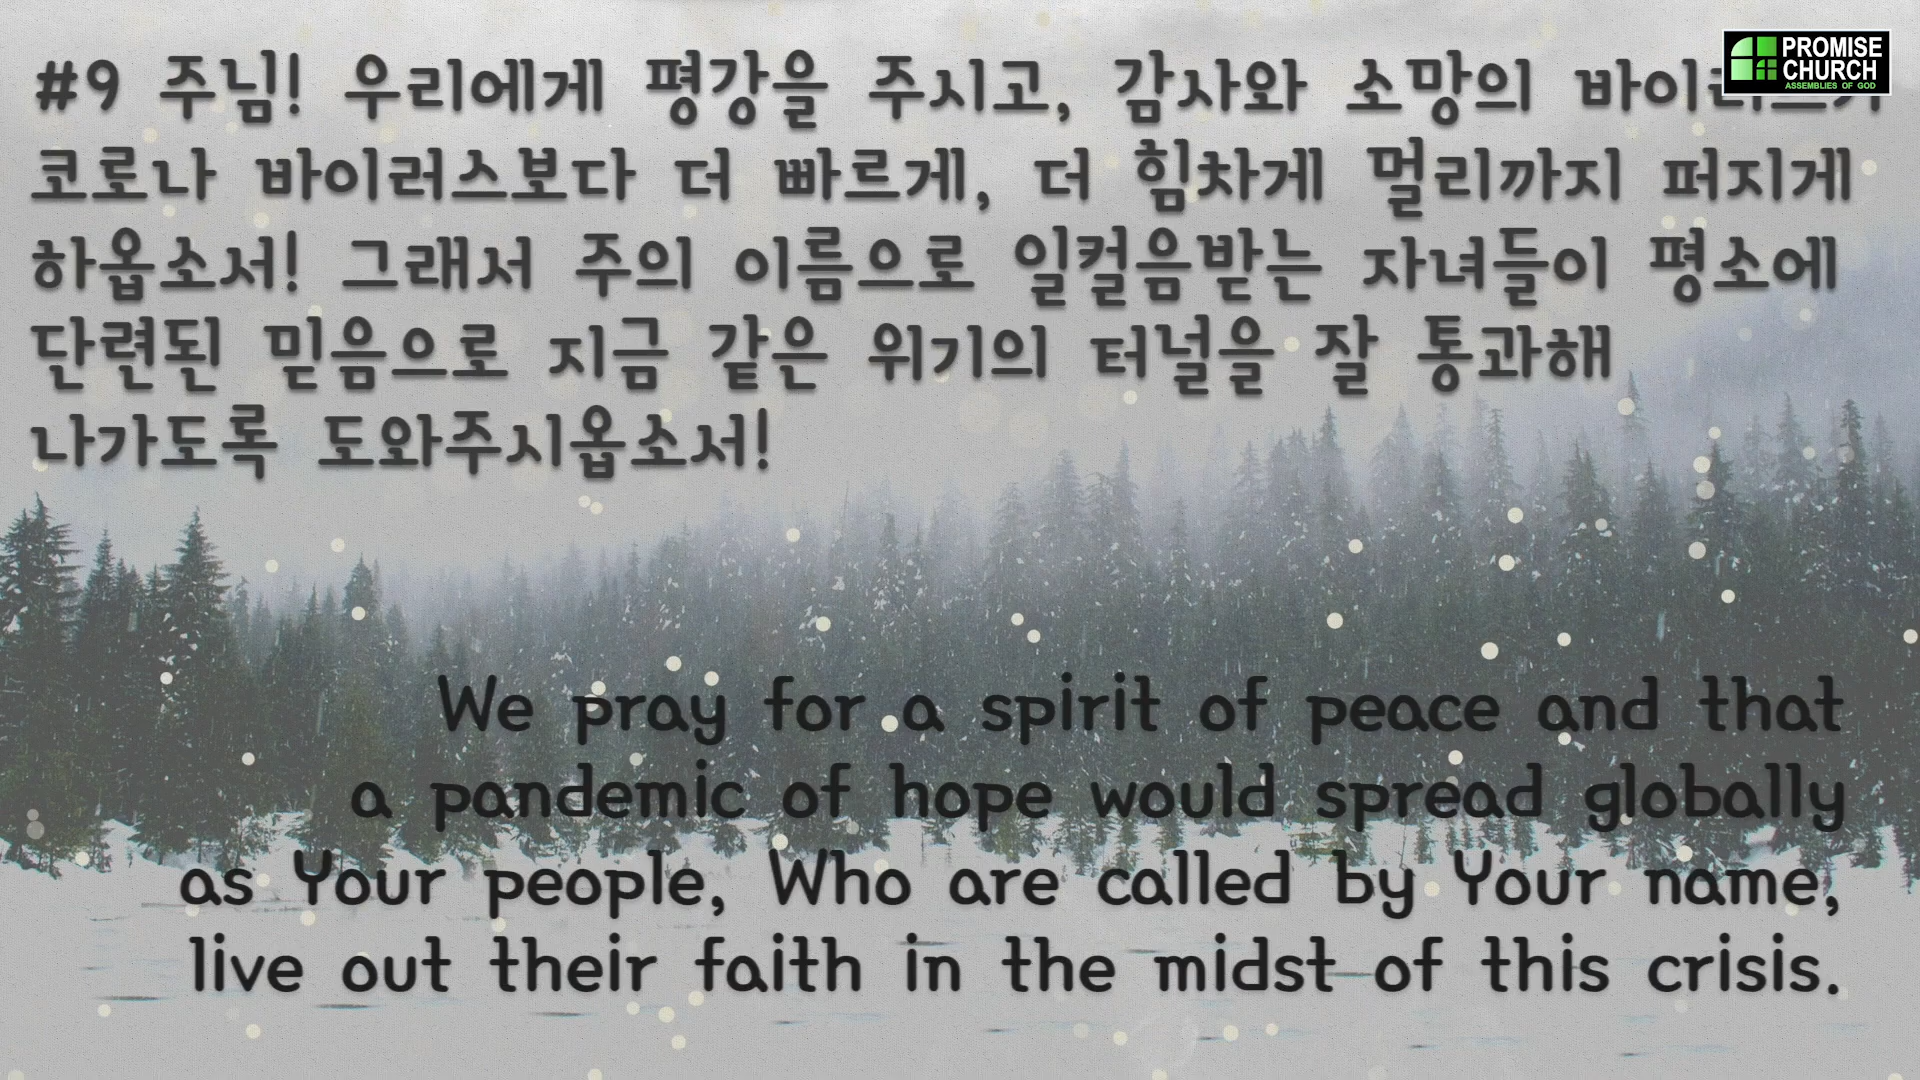 #9 주님! 우리에게 평강을 주시고, 감사와 소망의
PROMISE
CHURCH
ASSEMBLIES OF GOD
코로나 바이러스보다 더 빠르게, 더 힘차게 멀리까지 퍼지게
하옵소서! 그래서 주의 이름으로 일컬음받는 자녀들이 평소에
단련된 믿음으로 지금 같은 위기의 터널을 잘 통과해
나가도록 도와주시옵소서!
We pray for a spirit of peace and that
a pandemic of hope would spread globally
as Your people, Who are called by Your name,
live out their faith in the midst of this crisis.